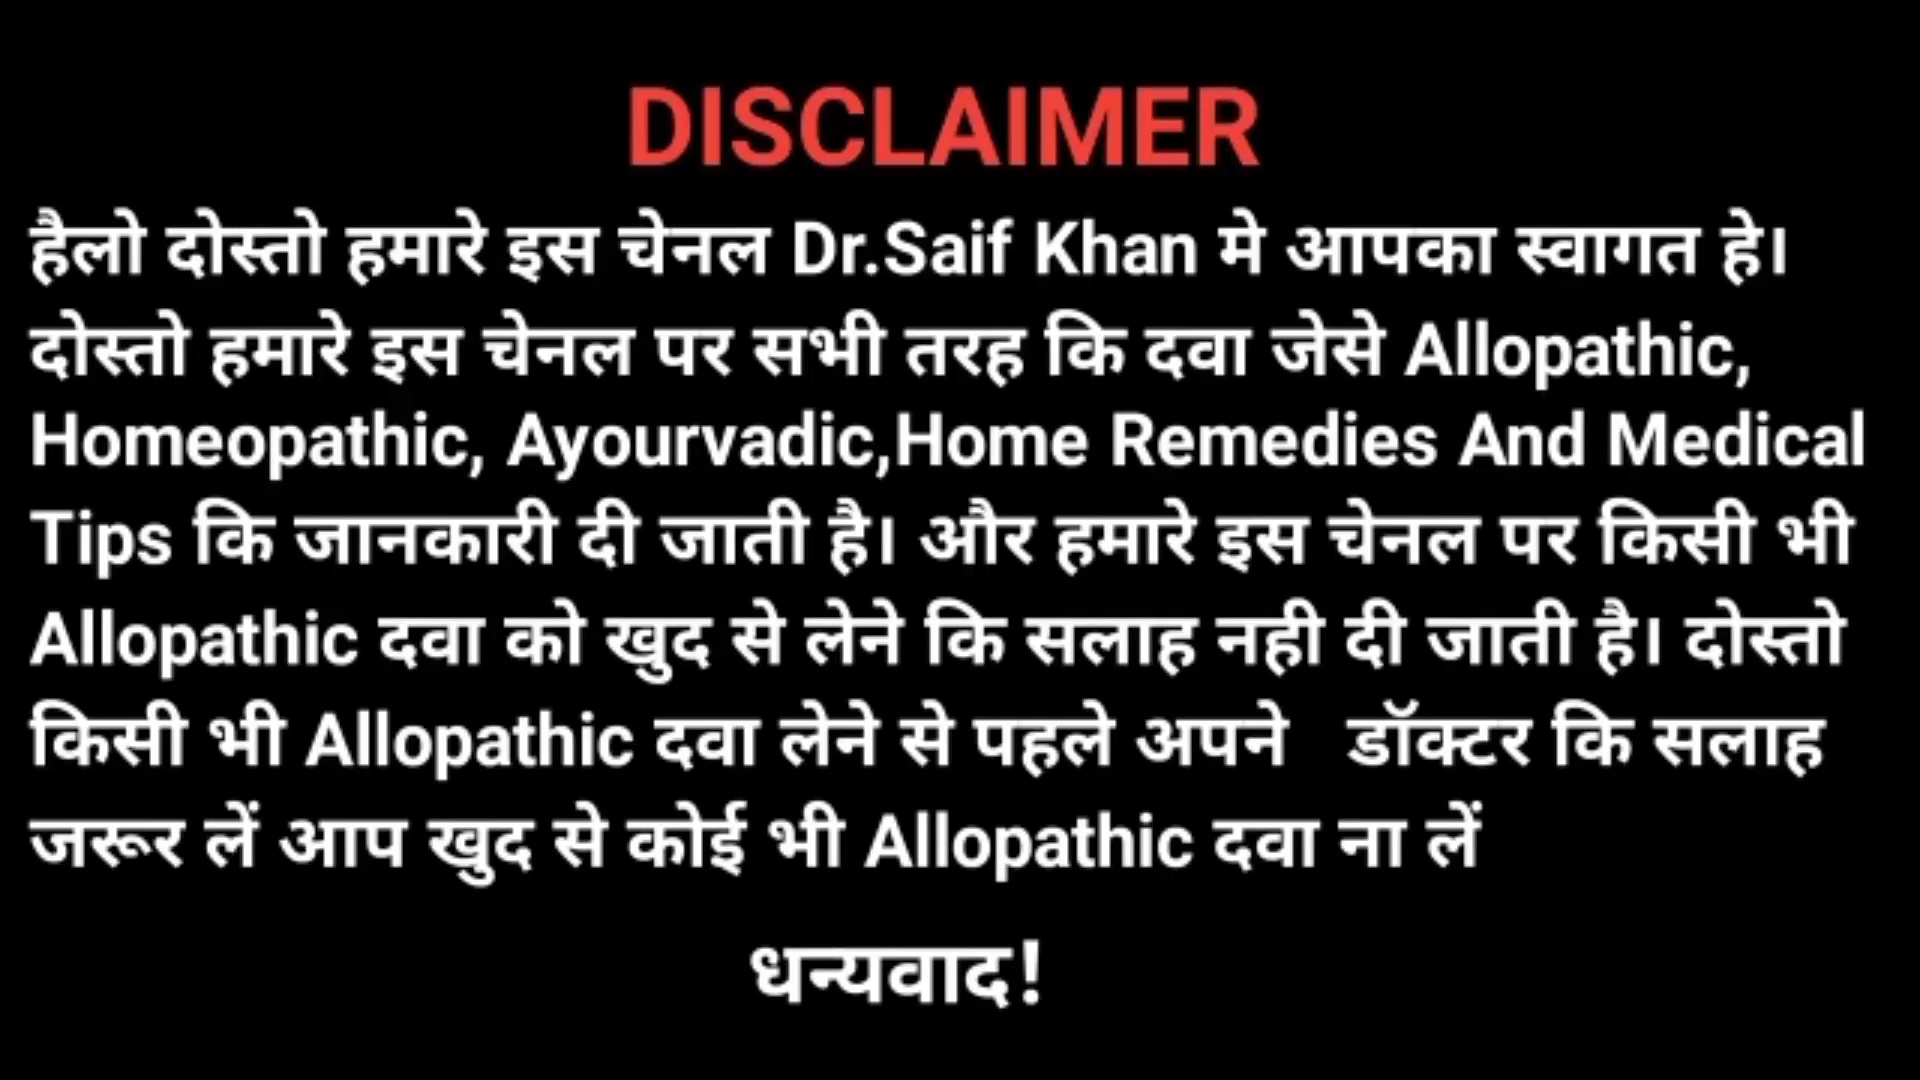 DISCLAIMER
हैलो दोस्तो हमारे इस चेनल Dr.Saif Khan मे आपका स्वागत हे।
दोस्तो हमारे इस चेनल पर सभी तरह कि दवा जेसे Allopathic,
Homeopathic, Ayourvadic,Home Remedies And Medical
Tips कि जानकारी दी जाती है। और हमारे इस चेनल पर किसी भी
Allopathic दवा को खुद से लेने कि सलाह नही दी जाती है। दोस्तो
किसी भी Allopathic दवा लेने से पहले अपने डॉक्टर कि सलाह
जरूर लें आप खुद से कोई भी Allopathic दवा ना लें
धन्यवाद!